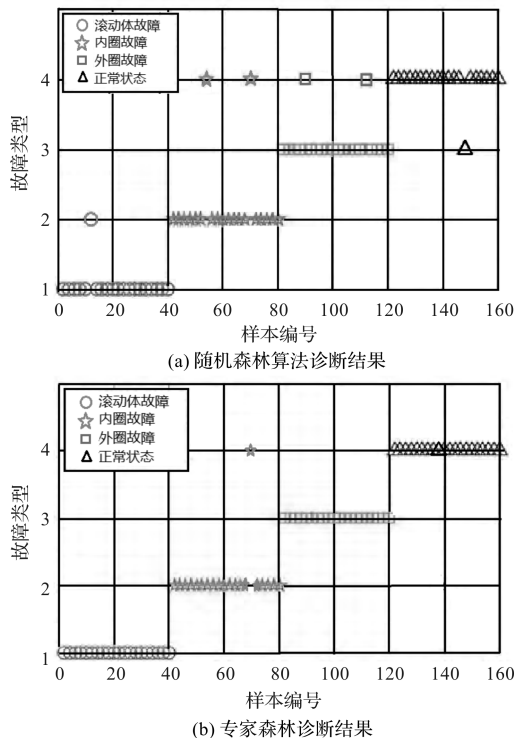 滚动体故障
内圈故障
外圈故障
正常状态
故障类型
4
3
2
1
0 20 40 60 80 100 120 140 160
样本编号
(a) 随机森林算法诊断结果
滚动体故障
内圈故障
外圈故障
正常状态
故障类型
4
3
2
1
0 20 40 60 80 100 120 140 160
样本编号
(b) 专家森林诊断结果